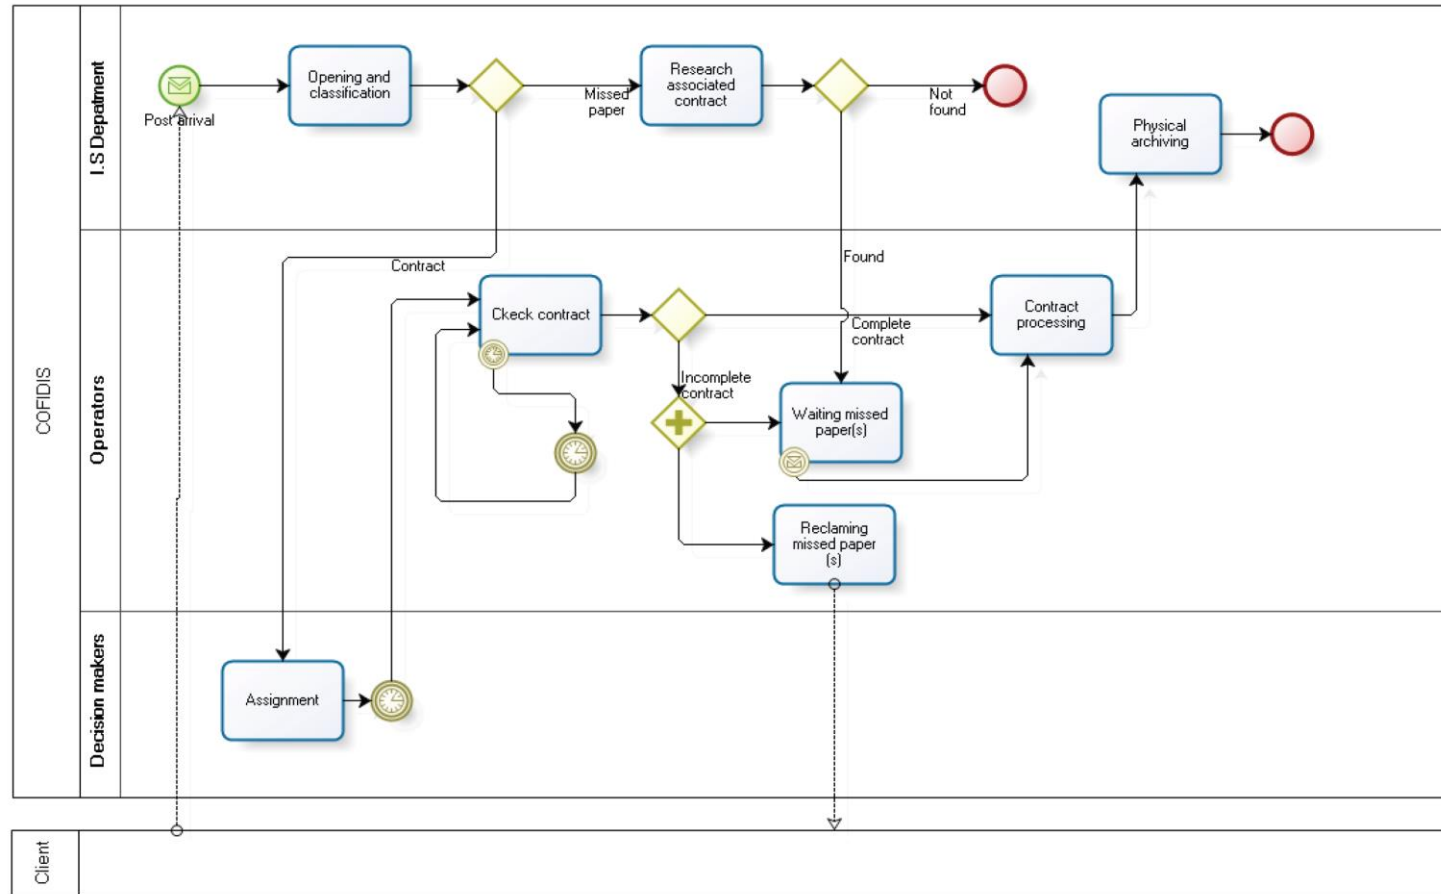 COFIDIS
I.S Depatment
Post arrival
Opening and
classification
Missed
paper
Research
associated
contract
Not
found
Physical
archiving
Operators
Contract
Found
Ckeck contract
Complete
contract
Contract
processing
Incomplete
contract
Waiting missed
paper(s)
Reclaming
missed paper
(s)
Decision makers
Assignment
Client